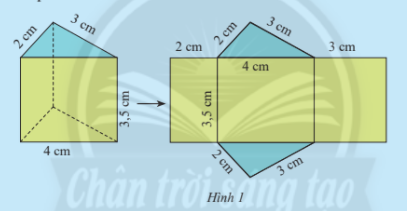 2 cm 3 cm
3,5 cm
4 cm
2 cm 2 cm 3 cm 3 cm
4 cm
3,5 cm
2 cm 3 cm
Hình 1
Chân trời sáng tạo